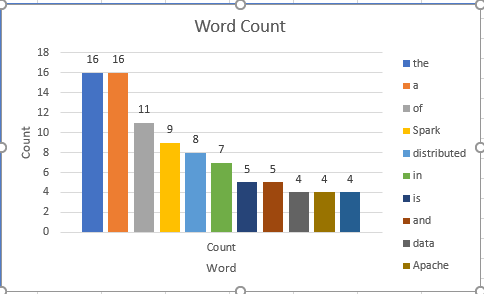 Word Count
18
16
14
12
10
8
6
4
2
0
Count
16 16 11 9 8 7 5 5 4 4 4
Count
Word
the
a
of
Spark
distributed
in
is
and
data
Apache